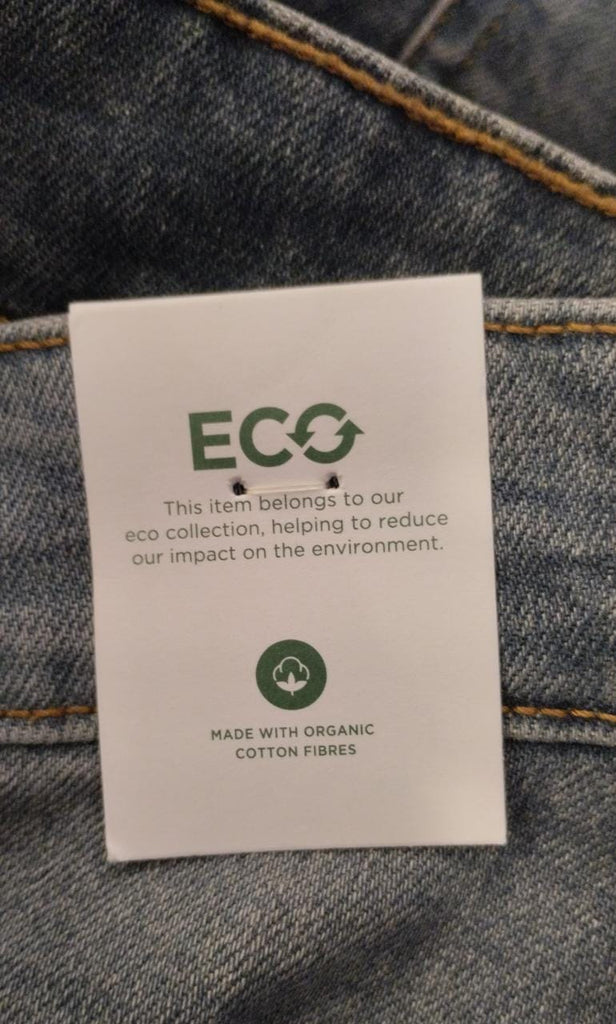 ECO
This item belongs to our
eco collection, helping to reduce
our impact on the environment.
MADE WITH ORGANIC
COTTON FIBRES